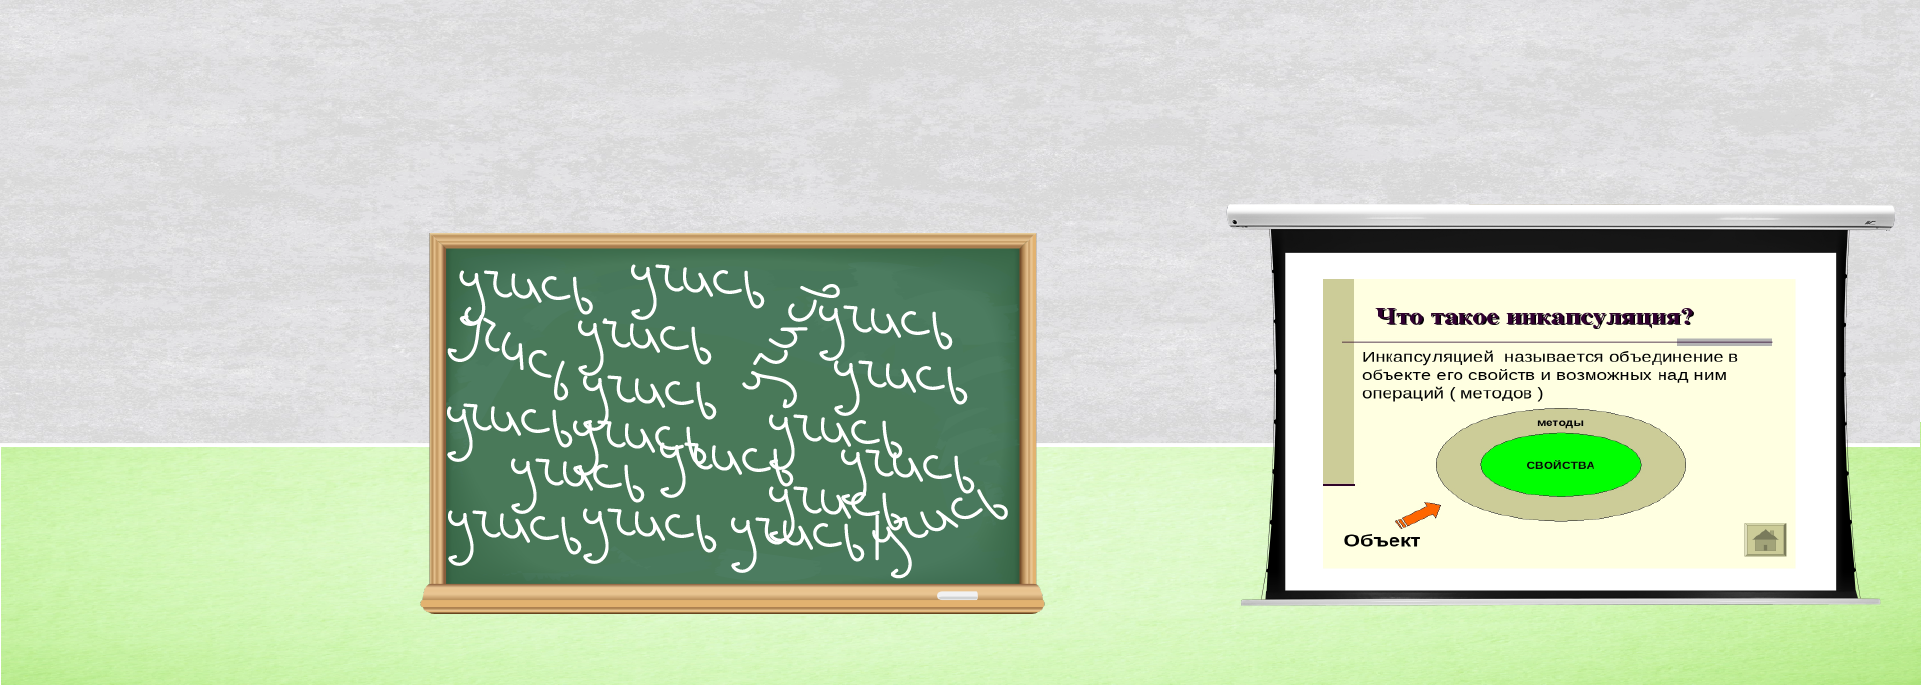 учись учись
учись
учись учись учись
учись учись
учись учись учись
учись учись учись
учись
учись учись учись учись
Что такое инкапсуляция?
Инкапсуляцией называется объединение в
объекте его свойств и возможных над ним
операций ( методов )
методы
СВОЙСТВА
Объект